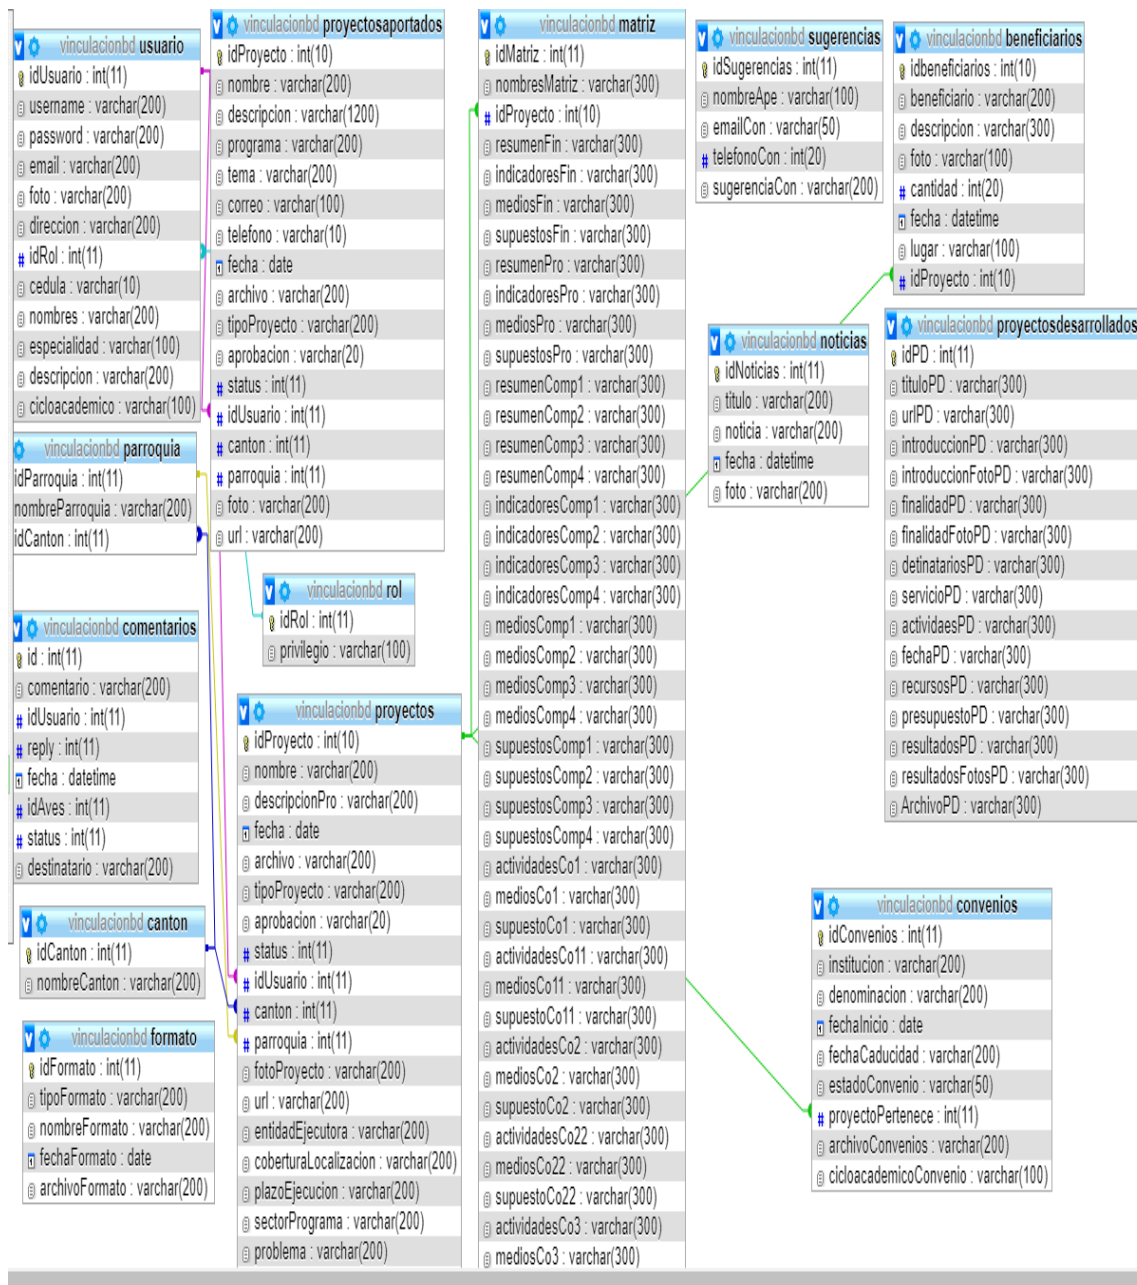 vinculacionbd usuario
idUsuario : int(11)
username : varchar(200)
password : varchar(200)
email : varchar(200)
foto : varchar(200)
direccion : varchar(200)
idRol : int(11)
cedula : varchar(10)
nombres : varchar(200)
especialidad : varchar(100)
descripcion : varchar(200)
cicloacademico : varchar(100)
vinculacionbd parroquia
idParroquia : int(11)
nombreParroquia : varchar(200)
idCanton : int(11)
vinculacionbd comentarios
id : int(11)
comentario : varchar(200)
idUsuario : int(11)
reply : int(11)
fecha : datetime
idAves : int(11)
status : int(11)
destinatario : varchar(200)
vinculacionbd canton
idCanton : int(11)
nombreCanton : varchar(200)
vinculacionbd formato
idFormato : int(11)
tipoFormato : varchar(200)
nombreFormato : varchar(200)
fechaFormato : date
archivoFormato : varchar(200)
vinculacionbd proyectosaportados
idProyecto : int(10)
nombre : varchar(200)
descripcion : varchar(1200)
programa : varchar(200)
tema : varchar(200)
correo : varchar(100)
telefono : varchar(10)
fecha : date
archivo : varchar(200)
tipoProyecto : varchar(200)
aprobacion : varchar(20)
status : int(11)
idUsuario : int(11)
canton : int(11)
parroquia : int(11)
foto : varchar(200)
url : varchar(200)
vinculacionbd rol
idRol : int(11)
privilegio : varchar(100)
vinculacionbd proyectos
idProyecto : int(10)
nombre : varchar(200)
descripcionPro : varchar(200)
fecha : date
archivo : varchar(200)
tipoProyecto : varchar(200)
aprobacion : varchar(20)
status : int(11)
idUsuario : int(11)
canton : int(11)
parroquia : int(11)
fotoProyecto : varchar(200)
url : varchar(200)
entidadEjecutora : varchar(200)
coberturaLocalizacion : varchar(200)
plazoEjecucion : varchar(200)
sectorPrograma : varchar(200)
problema : varchar(200)
vinculacionbd matriz
idMatriz : int(11)
nombresMatriz : varchar(300)
idProyecto : int(10)
resumenFin : varchar(300)
indicadoresFin : varchar(300)
mediosFin : varchar(300)
supuestosFin : varchar(300)
resumenPro : varchar(300)
indicadoresPro : varchar(300)
mediosPro : varchar(300)
supuestosPro : varchar(300)
resumenComp1 : varchar(300)
resumenComp2 : varchar(300)
resumenComp3 : varchar(300)
resumenComp4 : varchar(300)
indicadoresComp1 : varchar(300)
indicadoresComp2 : varchar(300)
indicadoresComp3 : varchar(300)
indicadoresComp4 : varchar(300)
mediosComp1 : varchar(300)
mediosComp2 : varchar(300)
mediosComp3 : varchar(300)
mediosComp4 : varchar(300)
supuestosComp1 : varchar(300)
supuestosComp2 : varchar(300)
supuestosComp3 : varchar(300)
supuestosComp4 : varchar(300)
actividadesCo1 : varchar(300)
mediosCo1 : varchar(300)
supuestoCo1 : varchar(300)
actividadesCo11 : varchar(300)
mediosCo11 : varchar(300)
supuestoCo11 : varchar(300)
actividadesCo2 : varchar(300)
mediosCo2 : varchar(300)
supuestoCo2 : varchar(300)
actividadesCo22 : varchar(300)
mediosCo22 : varchar(300)
supuestoCo22 : varchar(300)
actividadesCo3 : varchar(300)
mediosCo3 : varchar(300)
vinculacionbd sugerencias
idSugerencias : int(11)
nombreApe : varchar(100)
emailCon : varchar(50)
telefonoCon : int(20)
sugerenciaCon : varchar(200)
vinculacionbd beneficiarios
idbeneficiarios : int(10)
beneficiario : varchar(200)
descripcion : varchar(300)
foto : varchar(100)
cantidad : int(20)
fecha : datetime
lugar : varchar(100)
idProyecto : int(10)
vinculacionbd noticias
idNoticias : int(11)
titulo : varchar(200)
noticia : varchar(200)
fecha : datetime
foto : varchar(200)
vinculacionbd proyectosdesarrollados
idPD : int(11)
tituloPD : varchar(300)
urlPD : varchar(300)
introduccionPD : varchar(300)
introduccionFotoPD : varchar(300)
finalidadPD : varchar(300)
finalidadFotoPD : varchar(300)
detinatariosPD : varchar(300)
servicioPD : varchar(300)
actividaesPD : varchar(300)
fechaPD : varchar(300)
recursosPD : varchar(300)
presupuestoPD : varchar(300)
resultadosPD : varchar(300)
resultadosFotosPD : varchar(300)
ArchivoPD : varchar(300)
vinculacionbd convenios
idConvenios : int(11)
institucion : varchar(200)
denominacion : varchar(200)
fechaInicio : date
fechaCaducidad : varchar(200)
estadoConvenio : varchar(50)
proyectoPertenece : int(11)
archivoConvenios : varchar(200)
cicloacademicoConvenio : varchar(100)